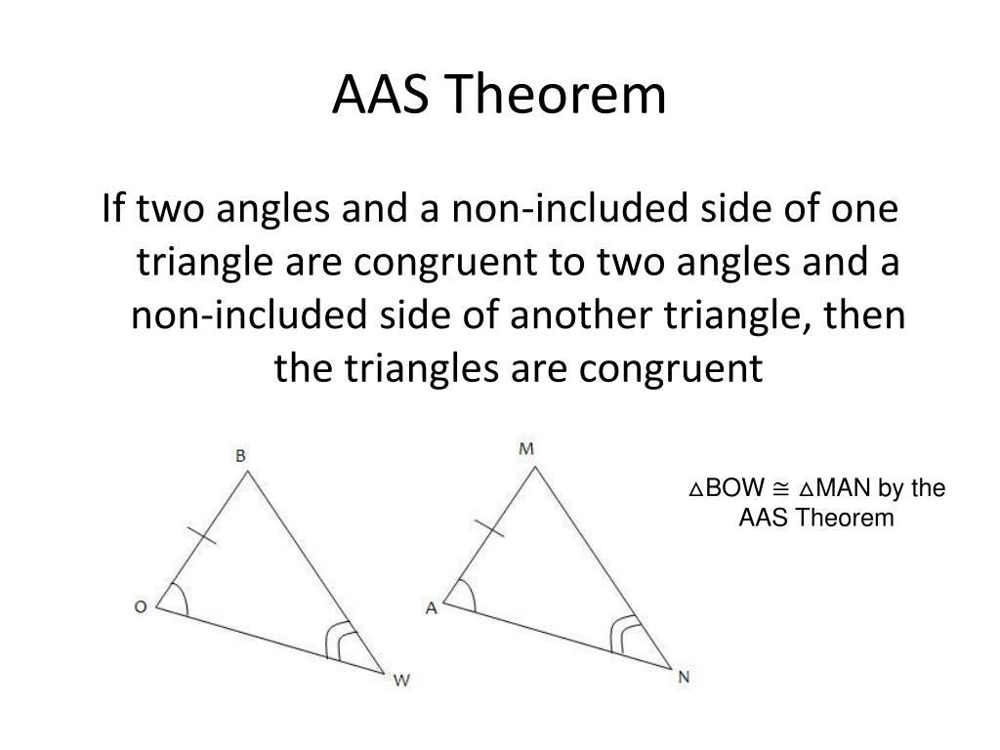 AAS Theorem
If two angles and a non-included side of one
triangle are congruent to two angles and a
non-included side of another triangle, then
the triangles are congruent
B
M
△BOW ≅ △MAN by the
AAS Theorem
O
A
W
N